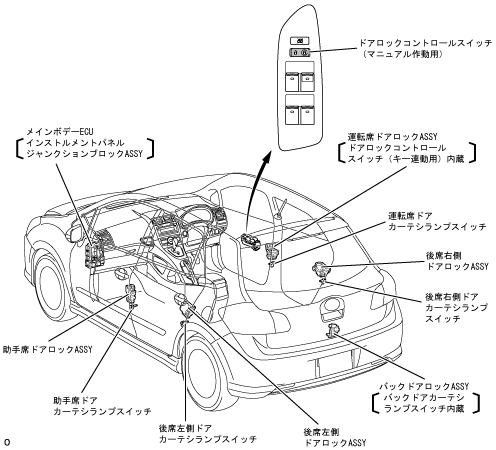 ドアロックコントロールスイッチ
（マニュアル作動用）
メインボデーECU
インストルメントパネル
ジャンクションブロックASSY
運転席ドアロックASSY
ドアロックコントロール
スイッチ（キー連動用）内蔵
運転席ドア
カーテシランプスイッチ
後席右側
ドアロックASSY
後席右側ドア
カーテシランプ
スイッチ
助手席ドアロックASSY
バックドアロックASSY
バックドアカーテシ
ランプスイッチ内蔵
助手席ドア
カーテシランプスイッチ
後席左側ドア
カーテシランプスイッチ
後席左側
ドアロックASSY
O